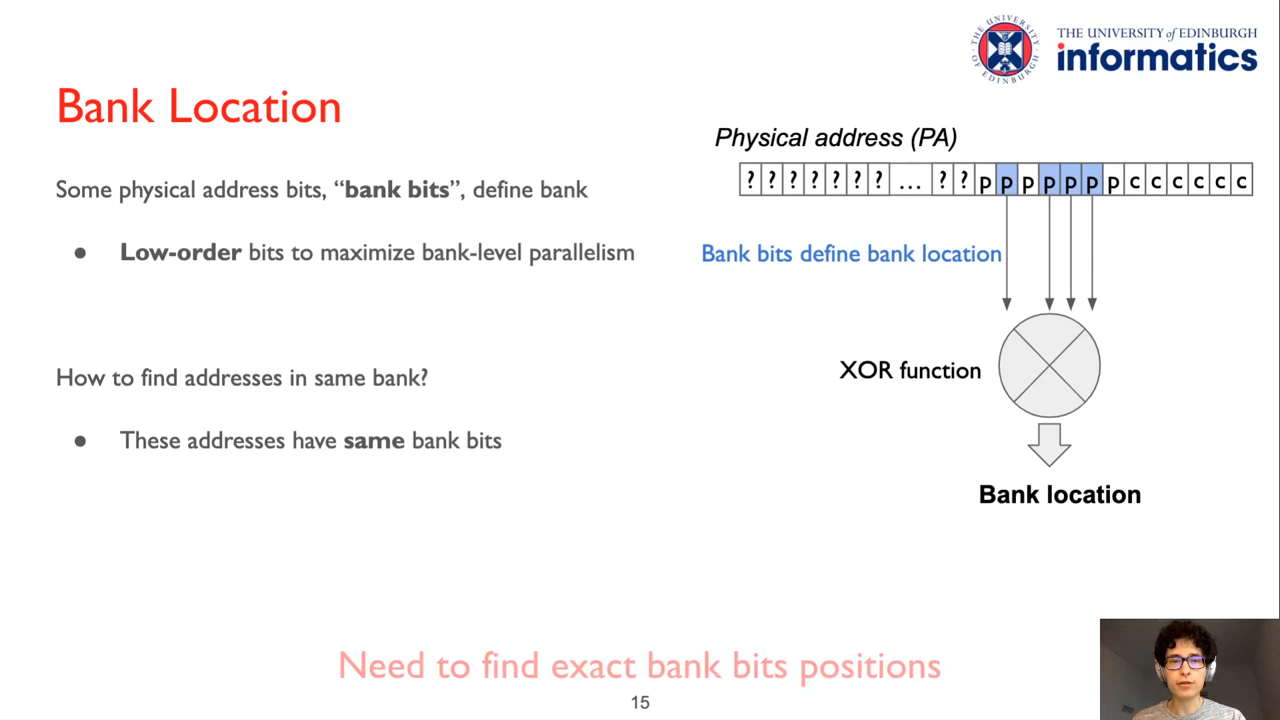 THE UNIVERSITY of EDINBURGH
informatics
Bank Location
Physical address (PA)
? ? ? ? ? ? ? ... ? ? p p p p p p p c c c c c c
Some physical address bits, “bank bits”, define bank
● Low-order bits to maximize bank-level parallelism
Bank bits define bank location
XOR function
How to find addresses in same bank?
● These addresses have same bank bits
Bank location
Need to find exact bank bits positions
15